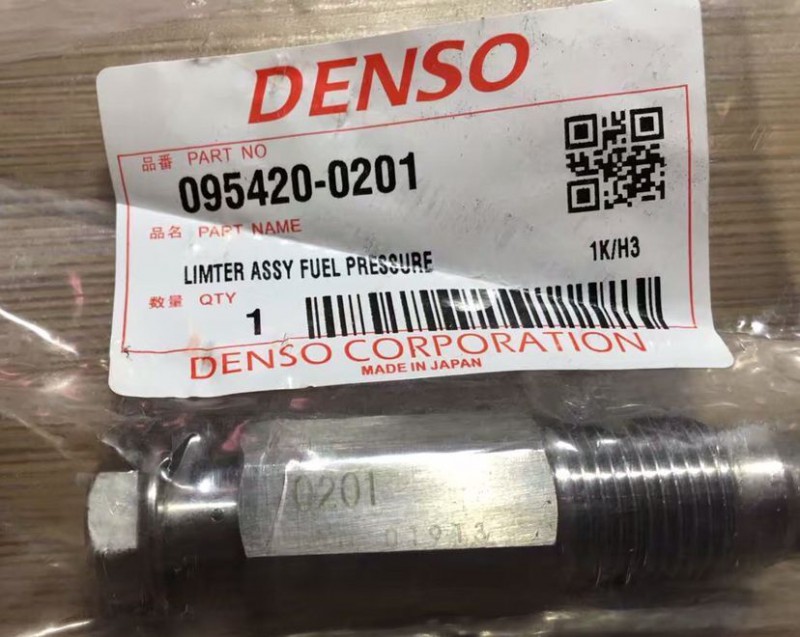 DENSO
品番 PART NO
095420-0201
品名 PART NAME
LIMTER ASSY FUEL PRESSURE
1K/H3
数量 QTY
1
DENSO CORPORATION
MADE IN JAPAN
0201
01913